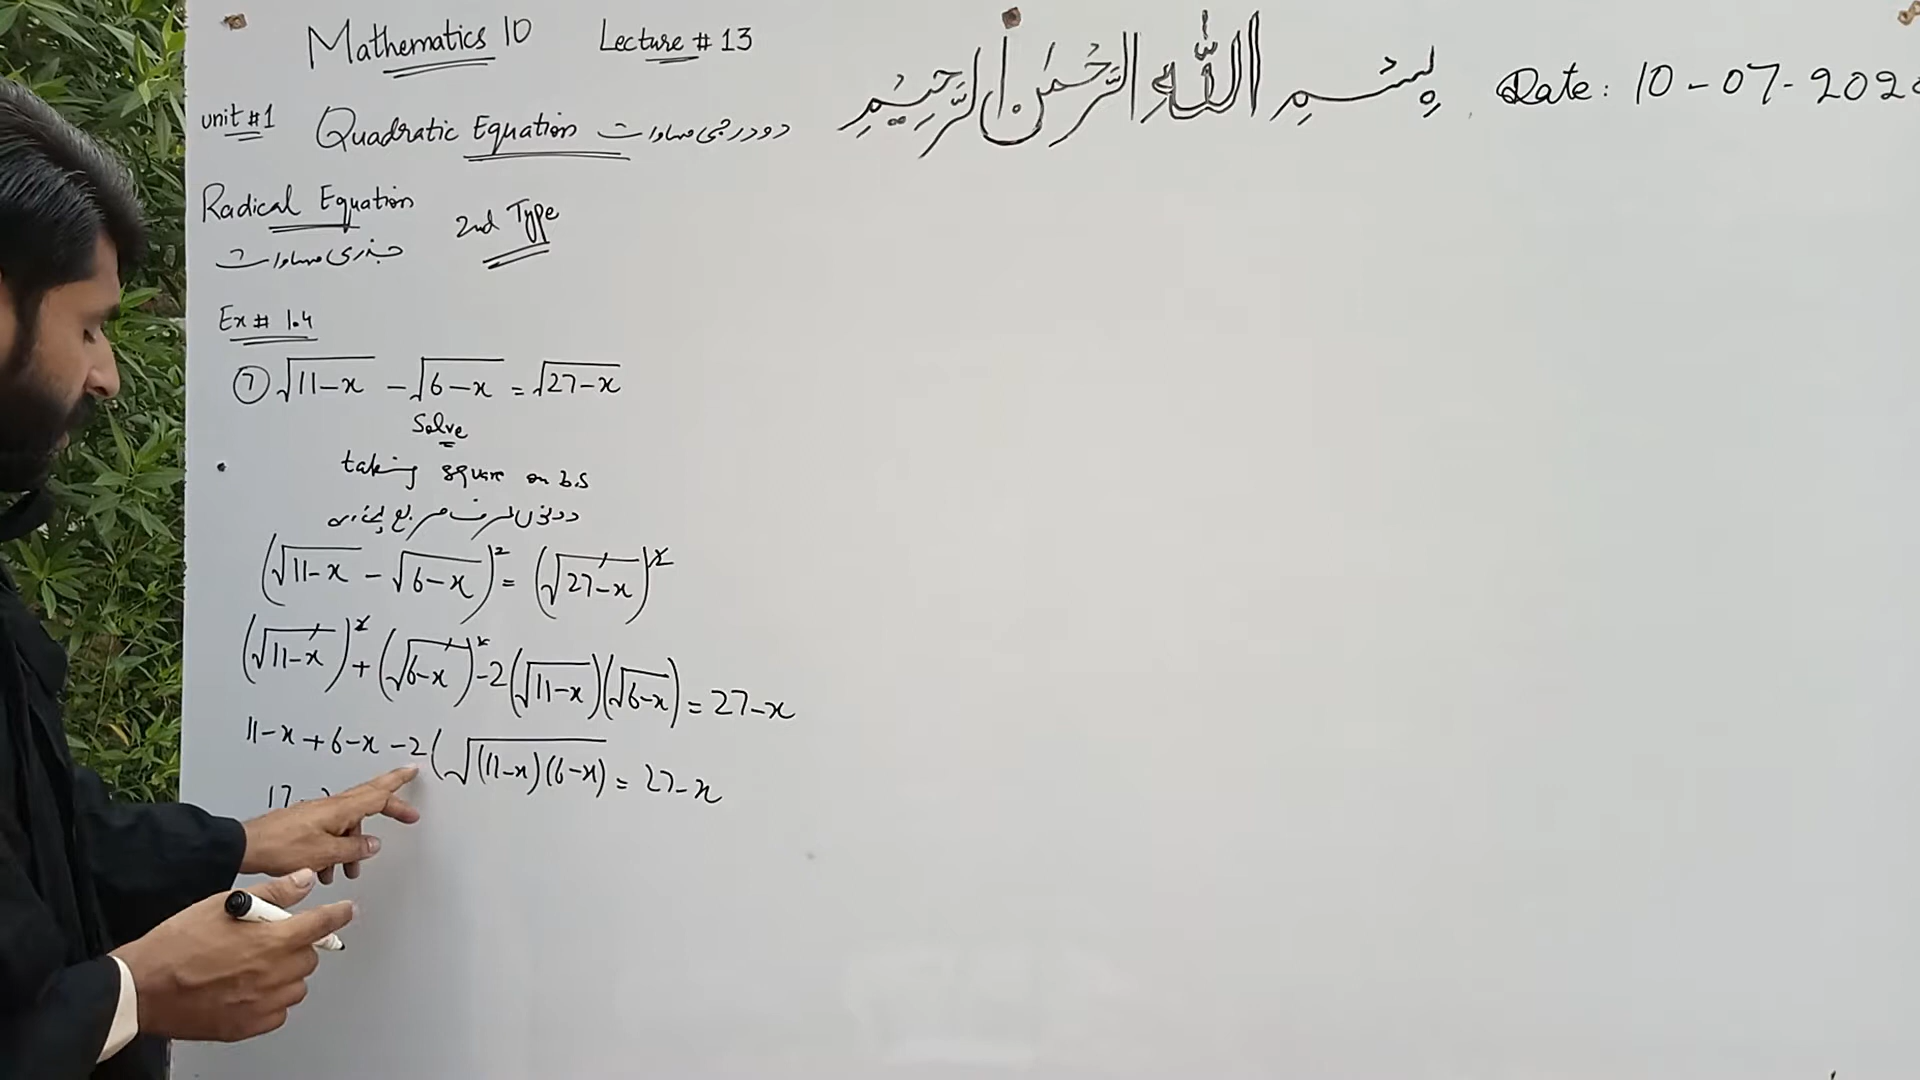 Mathematics 10 Lecture # 13
بِسْمِ اللّٰهِ الرَّحْمٰنِ الرَّحِيْمِ
Date: 10-07-202
unit #1 Quadratic Equation دو درجی مساوات
Radical Equation 2nd Type
جذری مساوات
Ex# 1.4
⑦ √(11-x) - √(6-x) = √(27-x)
Solve
taking square on b.s
دونوں طرف مربع
(√(11-x) - √(6-x))² = (√(27-x))²
(√(11-x))² + (√(6-x))² - 2(√(11-x))(√(6-x)) = 27-x
11-x + 6-x - 2(√((11-x)(6-x)) = 27-x
17-2